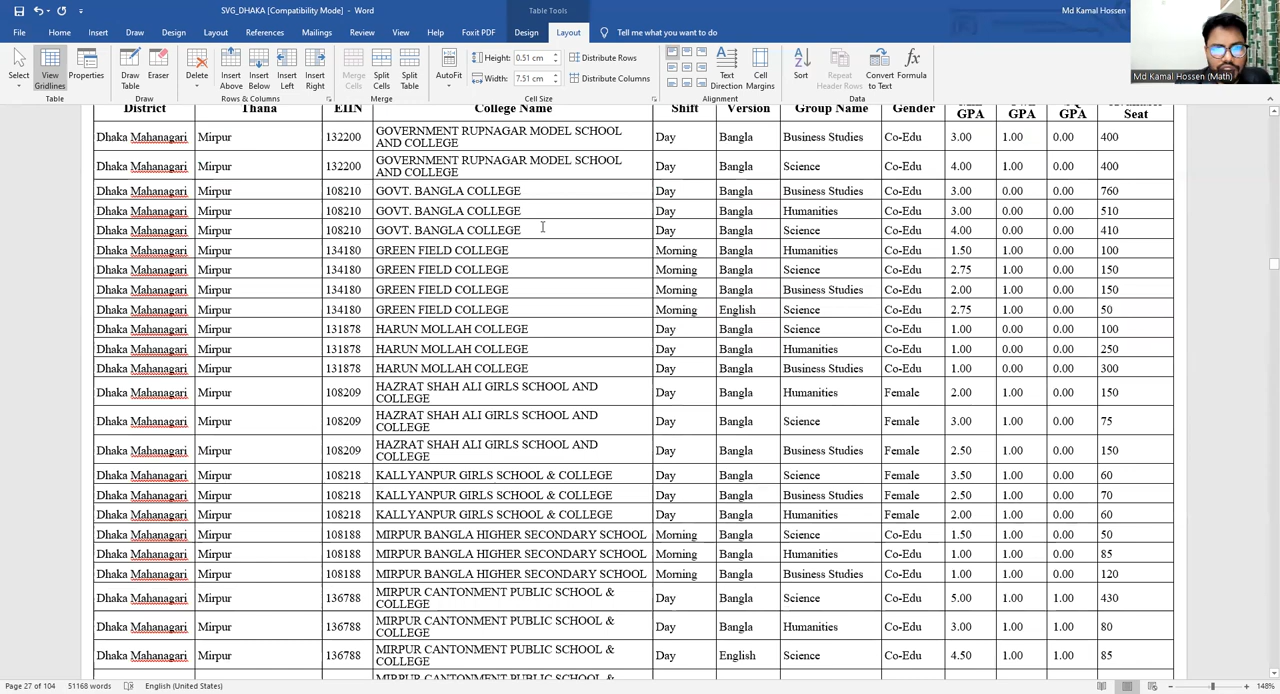 SVG_DHAKA [Compatibility Mode] - Word
Table Tools
Md Kamal Hossen
File Home Insert Draw Design Layout References Mailings Review View Help Foxit PDF Design Layout Tell me what you want to do
Select View Gridlines Properties Draw Table Eraser Delete Insert Above Insert Below Insert Left Insert Right Merge Cells Split Cells Split Table AutoFit Height: 0.51 cm Width: 7.51 cm Distribute Rows Distribute Columns Text Direction Cell Margins Sort Repeat Header Rows Convert to Text Formula
Table Draw Rows & Columns Merge Cell Size Alignment Data
Md Kamal Hossen (Math)
District Thana EIIN College Name Shift Version Group Name Gender GPA GPA GPA Seat
Dhaka Mahanagari Mirpur 132200 GOVERNMENT RUPNAGAR MODEL SCHOOL AND COLLEGE Day Bangla Business Studies Co-Edu 3.00 1.00 0.00 400
Dhaka Mahanagari Mirpur 132200 GOVERNMENT RUPNAGAR MODEL SCHOOL AND COLLEGE Day Bangla Science Co-Edu 4.00 1.00 0.00 400
Dhaka Mahanagari Mirpur 108210 GOVT. BANGLA COLLEGE Day Bangla Business Studies Co-Edu 3.00 0.00 0.00 760
Dhaka Mahanagari Mirpur 108210 GOVT. BANGLA COLLEGE Day Bangla Humanities Co-Edu 3.00 0.00 0.00 510
Dhaka Mahanagari Mirpur 108210 GOVT. BANGLA COLLEGE Day Bangla Science Co-Edu 4.00 0.00 0.00 410
Dhaka Mahanagari Mirpur 134180 GREEN FIELD COLLEGE Morning Bangla Humanities Co-Edu 1.50 1.00 0.00 100
Dhaka Mahanagari Mirpur 134180 GREEN FIELD COLLEGE Morning Bangla Science Co-Edu 2.75 1.00 0.00 150
Dhaka Mahanagari Mirpur 134180 GREEN FIELD COLLEGE Morning Bangla Business Studies Co-Edu 2.00 1.00 0.00 150
Dhaka Mahanagari Mirpur 134180 GREEN FIELD COLLEGE Morning English Science Co-Edu 2.75 1.00 0.00 50
Dhaka Mahanagari Mirpur 131878 HARUN MOLLAH COLLEGE Day Bangla Science Co-Edu 1.00 0.00 0.00 100
Dhaka Mahanagari Mirpur 131878 HARUN MOLLAH COLLEGE Day Bangla Humanities Co-Edu 1.00 0.00 0.00 250
Dhaka Mahanagari Mirpur 131878 HARUN MOLLAH COLLEGE Day Bangla Business Studies Co-Edu 1.00 0.00 0.00 300
Dhaka Mahanagari Mirpur 108209 HAZRAT SHAH ALI GIRLS SCHOOL AND COLLEGE Day Bangla Humanities Female 2.00 1.00 0.00 150
Dhaka Mahanagari Mirpur 108209 HAZRAT SHAH ALI GIRLS SCHOOL AND COLLEGE Day Bangla Science Female 3.00 1.00 0.00 75
Dhaka Mahanagari Mirpur 108209 HAZRAT SHAH ALI GIRLS SCHOOL AND COLLEGE Day Bangla Business Studies Female 2.50 1.00 0.00 150
Dhaka Mahanagari Mirpur 108218 KALLYANPUR GIRLS SCHOOL & COLLEGE Day Bangla Science Female 3.50 1.00 0.00 60
Dhaka Mahanagari Mirpur 108218 KALLYANPUR GIRLS SCHOOL & COLLEGE Day Bangla Business Studies Female 2.50 1.00 0.00 70
Dhaka Mahanagari Mirpur 108218 KALLYANPUR GIRLS SCHOOL & COLLEGE Day Bangla Humanities Female 2.00 1.00 0.00 60
Dhaka Mahanagari Mirpur 108188 MIRPUR BANGLA HIGHER SECONDARY SCHOOL Morning Bangla Science Co-Edu 1.50 1.00 0.00 50
Dhaka Mahanagari Mirpur 108188 MIRPUR BANGLA HIGHER SECONDARY SCHOOL Morning Bangla Humanities Co-Edu 1.00 1.00 0.00 85
Dhaka Mahanagari Mirpur 108188 MIRPUR BANGLA HIGHER SECONDARY SCHOOL Morning Bangla Business Studies Co-Edu 1.00 1.00 0.00 120
Dhaka Mahanagari Mirpur 136788 MIRPUR CANTONMENT PUBLIC SCHOOL & COLLEGE Day Bangla Science Co-Edu 5.00 1.00 1.00 430
Dhaka Mahanagari Mirpur 136788 MIRPUR CANTONMENT PUBLIC SCHOOL & COLLEGE Day Bangla Humanities Co-Edu 3.00 1.00 1.00 80
Dhaka Mahanagari Mirpur 136788 MIRPUR CANTONMENT PUBLIC SCHOOL & COLLEGE Day English Science Co-Edu 4.50 1.00 1.00 85
Page 27 of 104 51168 words English (United States) 148%